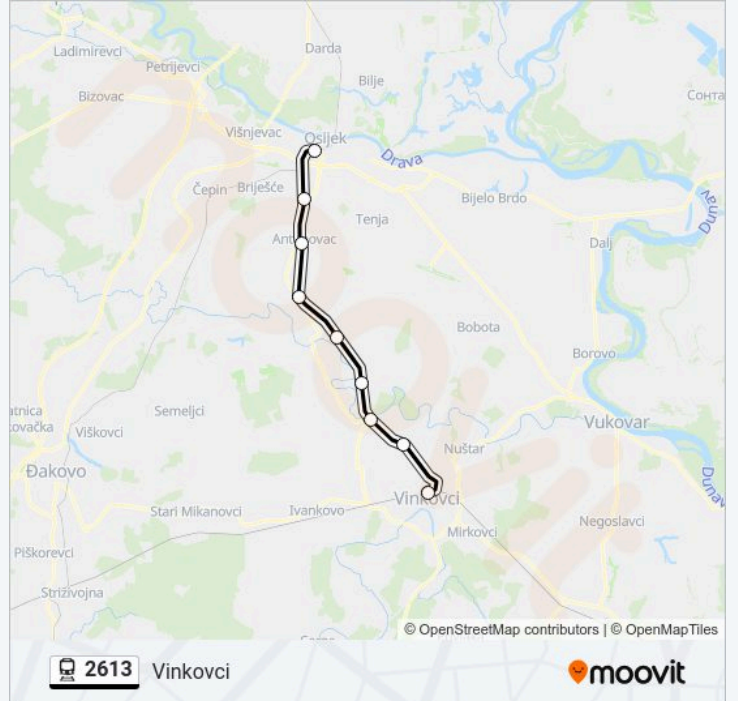 Darda
Ladimirevci
Petrijevci
Bilje
Bizovac
Сонта
Višnjevac
Osijek
Drava
Čepin
Briješće
Bijelo Brdo
Dunav
Tenja
Dalj
Bobota
Borovo
Semeljci
Vukovar
Viškovci
Nuštar
Đakovo
Dunav
Vinkovci
Stari Mikanovci
Ivankovo
Negoslavci
Mirkovci
Piškorevci
Strizivojna
© OpenStreetMap contributors | © OpenMapTiles
2613 Vinkovci
moovit